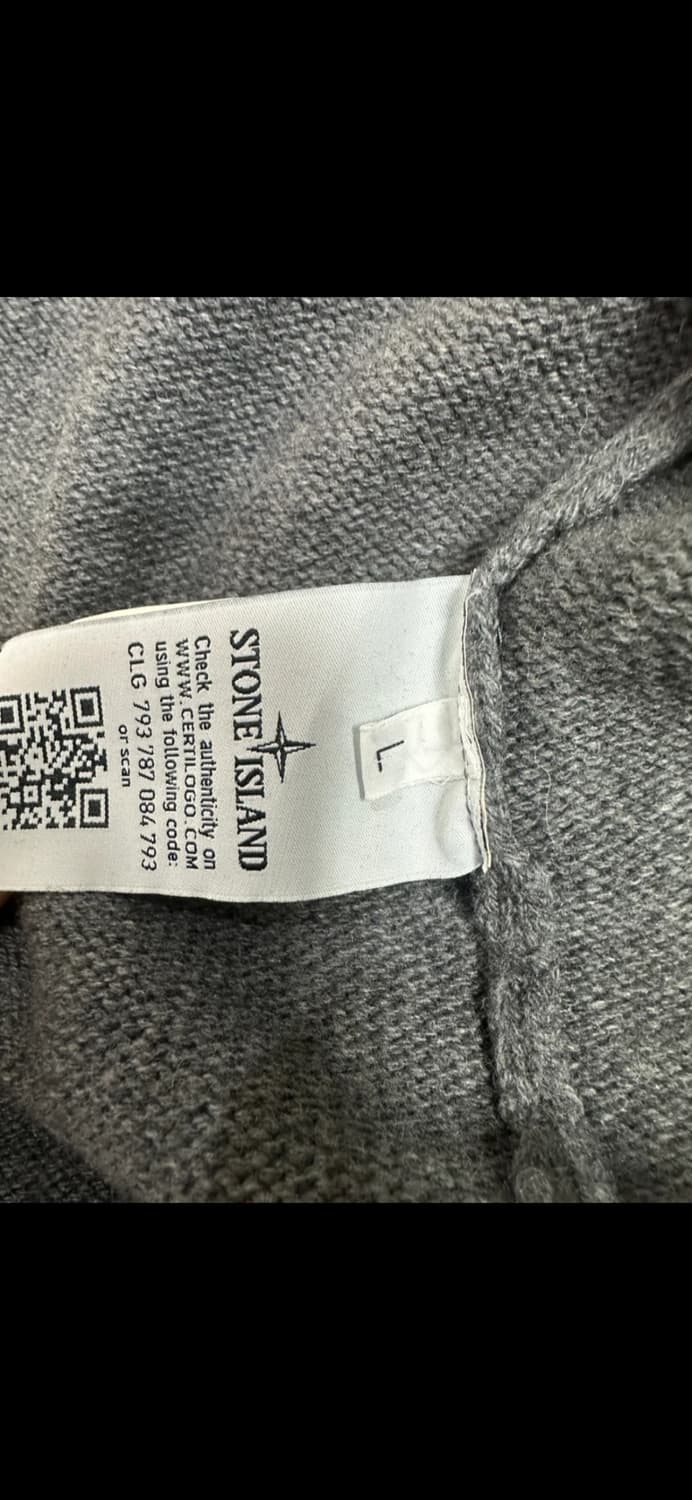 L
STONE ISLAND
Check the authenticity on
WWW.CERTILOGO.COM
using the following code:
CLG 793 787 084 793
or scan